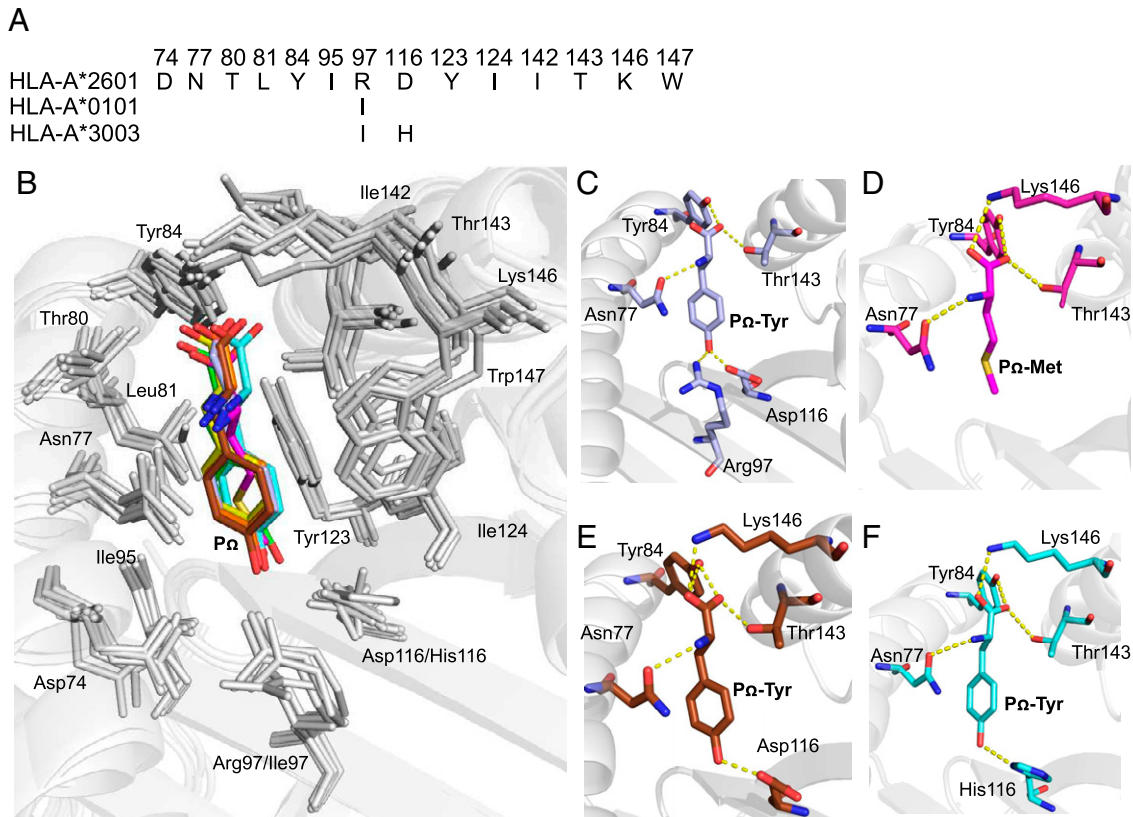 A
74 77 80 81 84 95 97 116 123 124 142 143 146 147
HLA-A*2601 D N T L Y I R D Y I I T K W
HLA-A*0101 I
HLA-A*3003 I H
B
Ile142
Thr143
Tyr84
Lys146
Thr80
Leu81
Trp147
Asn77
PΩ
Tyr123
Ile124
Ile95
Asp116/His116
Asp74
Arg97/Ile97
C
Tyr84
Thr143
Asn77
PΩ-Tyr
Asp116
Arg97
D
Lys146
Tyr84
Asn77
Thr143
PΩ-Met
E
Lys146
Tyr84
Asn77
Thr143
PΩ-Tyr
Asp116
F
Lys146
Tyr84
Asn77
Thr143
PΩ-Tyr
His116